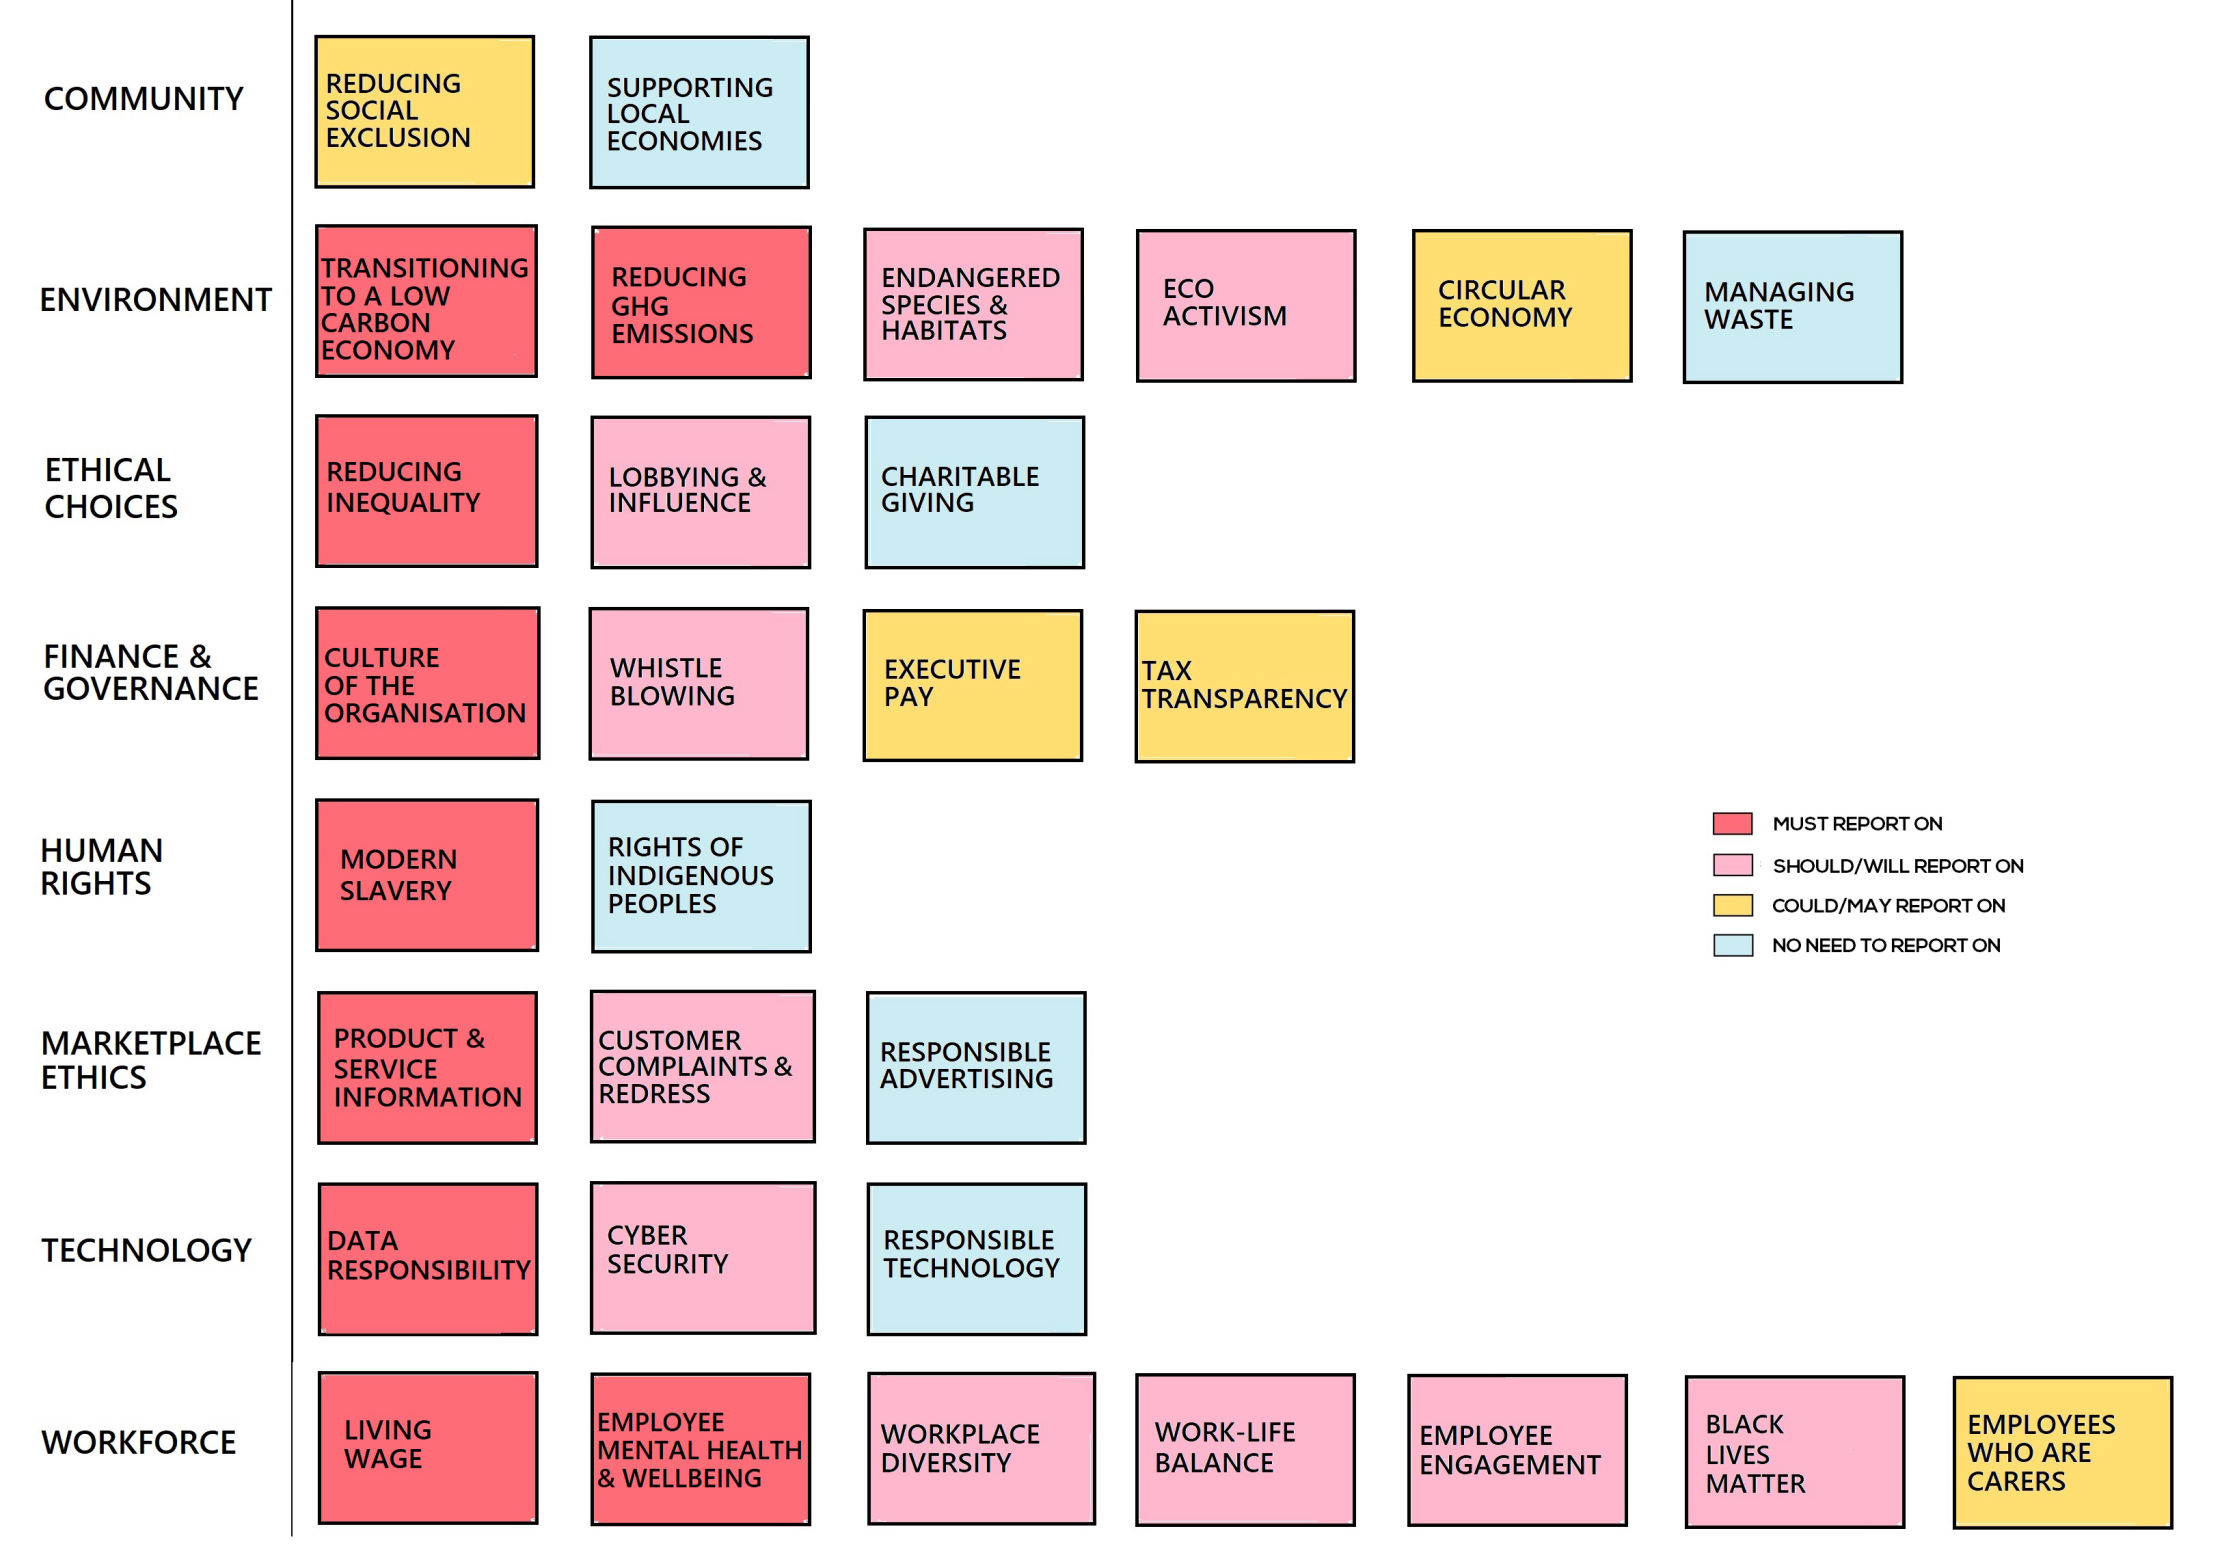 COMMUNITY
REDUCING
SOCIAL
EXCLUSION
SUPPORTING
LOCAL
ECONOMIES
ENVIRONMENT
TRANSITIONING
TO A LOW
CARBON
ECONOMY
REDUCING
GHG
EMISSIONS
ENDANGERED
SPECIES &
HABITATS
ECO
ACTIVISM
CIRCULAR
ECONOMY
MANAGING
WASTE
ETHICAL
CHOICES
REDUCING
INEQUALITY
LOBBYING &
INFLUENCE
CHARITABLE
GIVING
FINANCE &
GOVERNANCE
CULTURE
OF THE
ORGANISATION
WHISTLE
BLOWING
EXECUTIVE
PAY
TAX
TRANSPARENCY
HUMAN
RIGHTS
MODERN
SLAVERY
RIGHTS OF
INDIGENOUS
PEOPLES
MUST REPORT ON
SHOULD/WILL REPORT ON
COULD/MAY REPORT ON
NO NEED TO REPORT ON
MARKETPLACE
ETHICS
PRODUCT &
SERVICE
INFORMATION
CUSTOMER
COMPLAINTS &
REDRESS
RESPONSIBLE
ADVERTISING
TECHNOLOGY
DATA
RESPONSIBILITY
CYBER
SECURITY
RESPONSIBLE
TECHNOLOGY
WORKFORCE
LIVING
WAGE
EMPLOYEE
MENTAL HEALTH
& WELLBEING
WORKPLACE
DIVERSITY
WORK-LIFE
BALANCE
EMPLOYEE
ENGAGEMENT
BLACK
LIVES
MATTER
EMPLOYEES
WHO ARE
CARERS